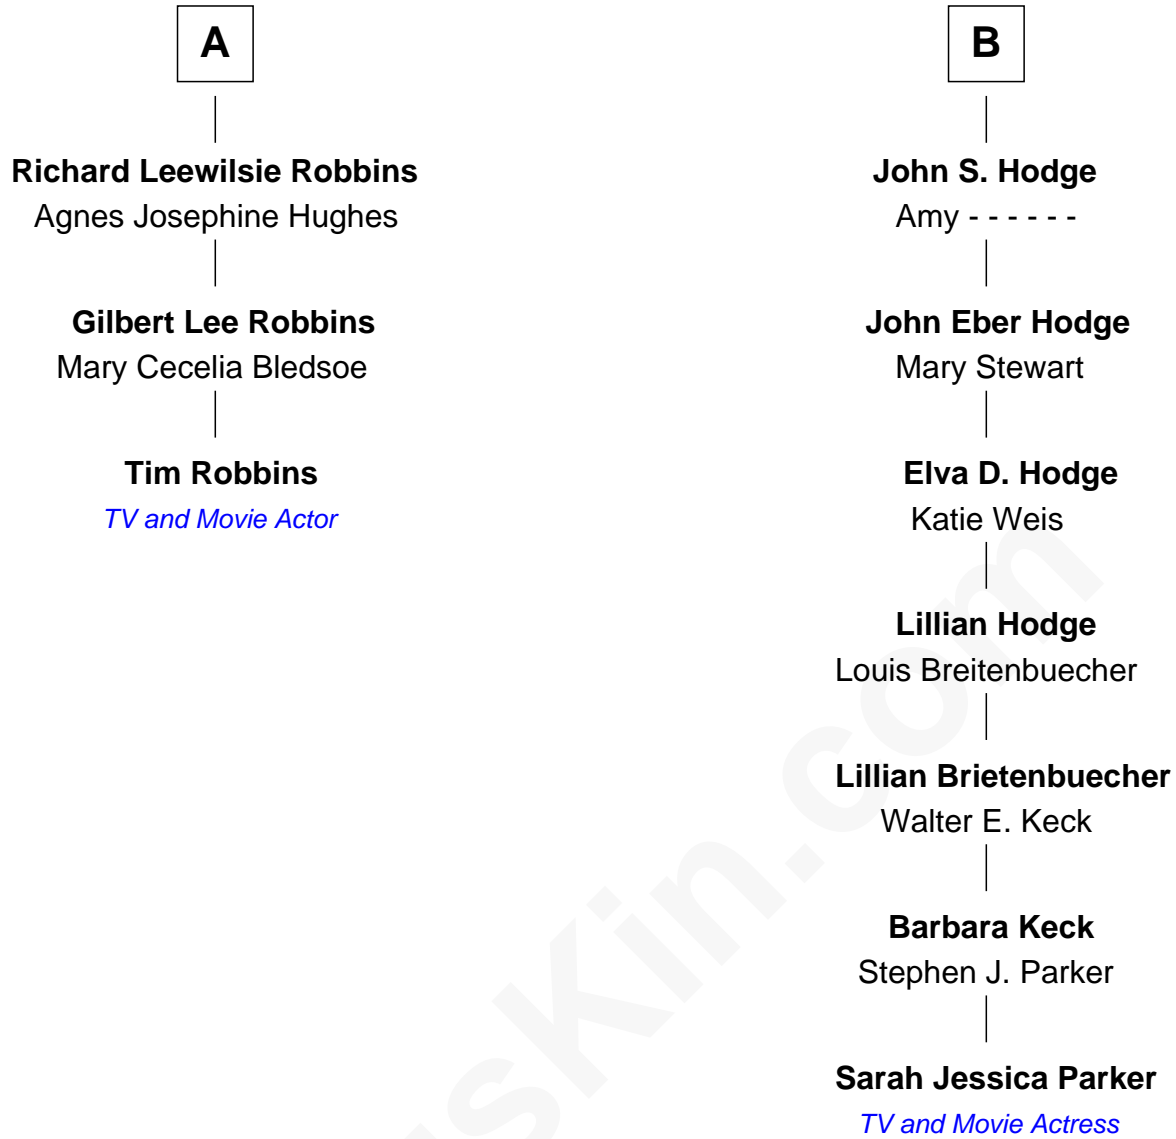 A
Richard Leewilsie Robbins
Agnes Josephine Hughes
Gilbert Lee Robbins
Mary Cecelia Bledsoe
Tim Robbins
TV and Movie Actor
B
John S. Hodge
Amy - - - - - -
John Eber Hodge
Mary Stewart
Elva D. Hodge
Katie Weis
Lillian Hodge
Louis Breitenbuecher
Lillian Brietenbuecher
Walter E. Keck
Barbara Keck
Stephen J. Parker
Sarah Jessica Parker
TV and Movie Actress